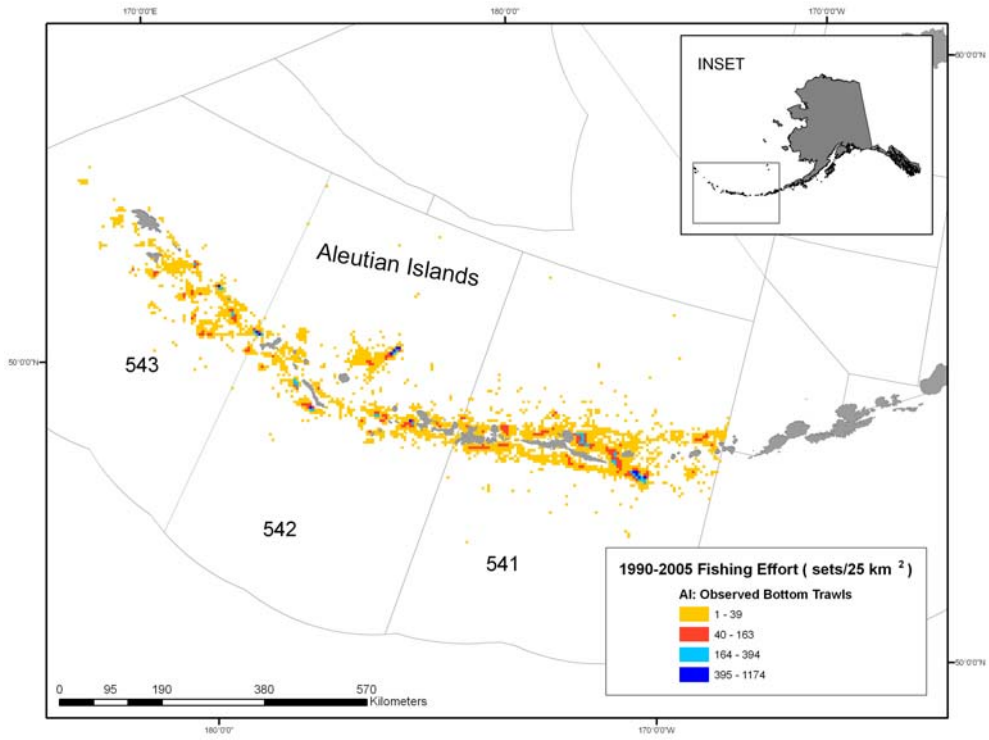 170°0'0"E
180°0'0"
170°0'0"W
60°0'0"N
INSET
Aleutian Islands
50°0'0"N
543
542
541
1990-2005 Fishing Effort ( sets/25 km ² )
AI: Observed Bottom Trawls
1 - 39
40 - 163
164 - 394
395 - 1174
50°0'0"N
0 95 190 380 570
Kilometers
180°0'0"
170°0'0"W